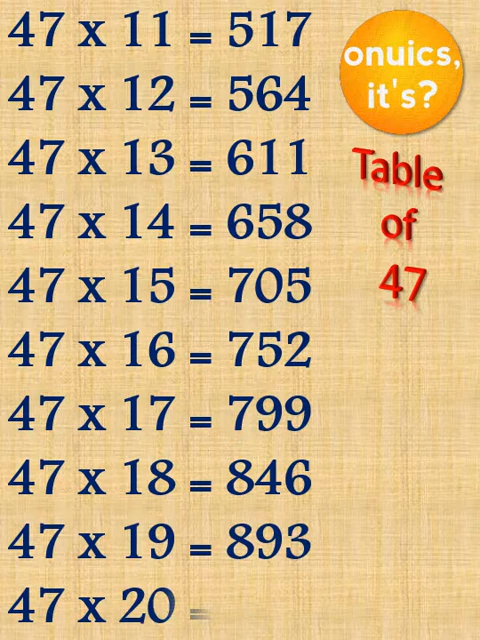 47 x 11 = 517
47 x 12 = 564
47 x 13 = 611
47 x 14 = 658
47 x 15 = 705
47 x 16 = 752
47 x 17 = 799
47 x 18 = 846
47 x 19 = 893
47 x 20 =
onuics,
it's?
Table
of
47